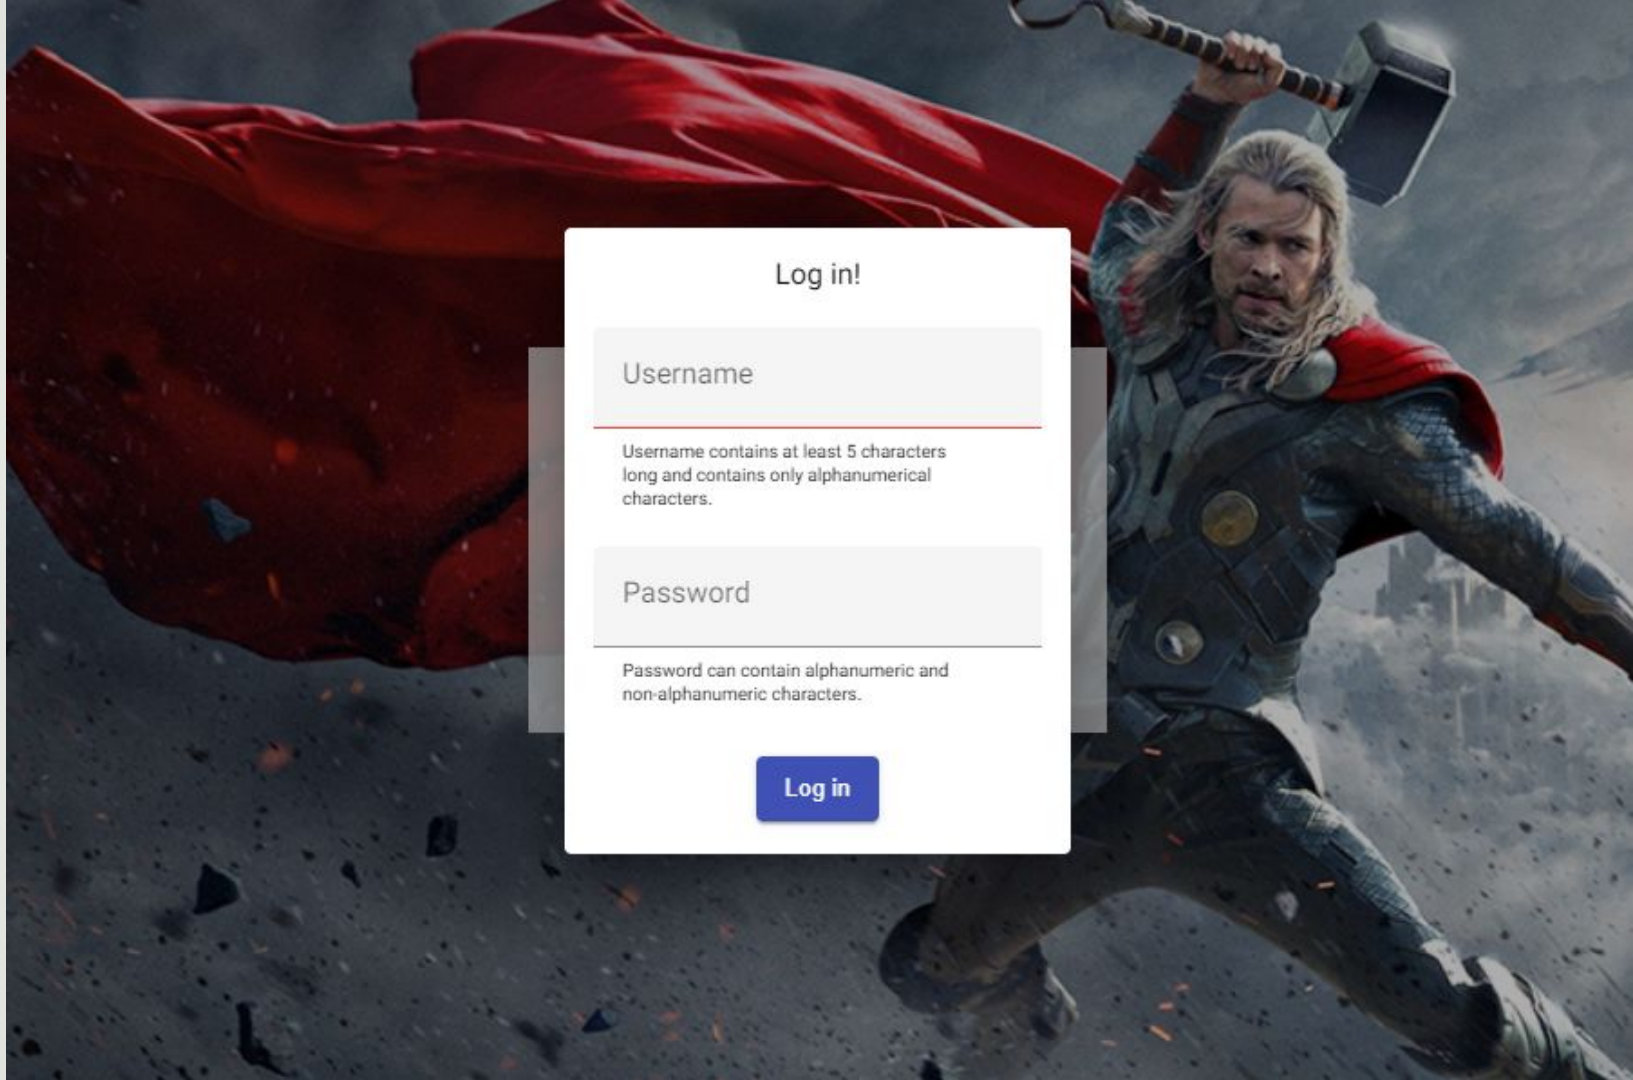 Log in!
Username
Username contains at least 5 characters
long and contains only alphanumerical
characters.
Password
Password can contain alphanumeric and
non-alphanumeric characters.
Log in